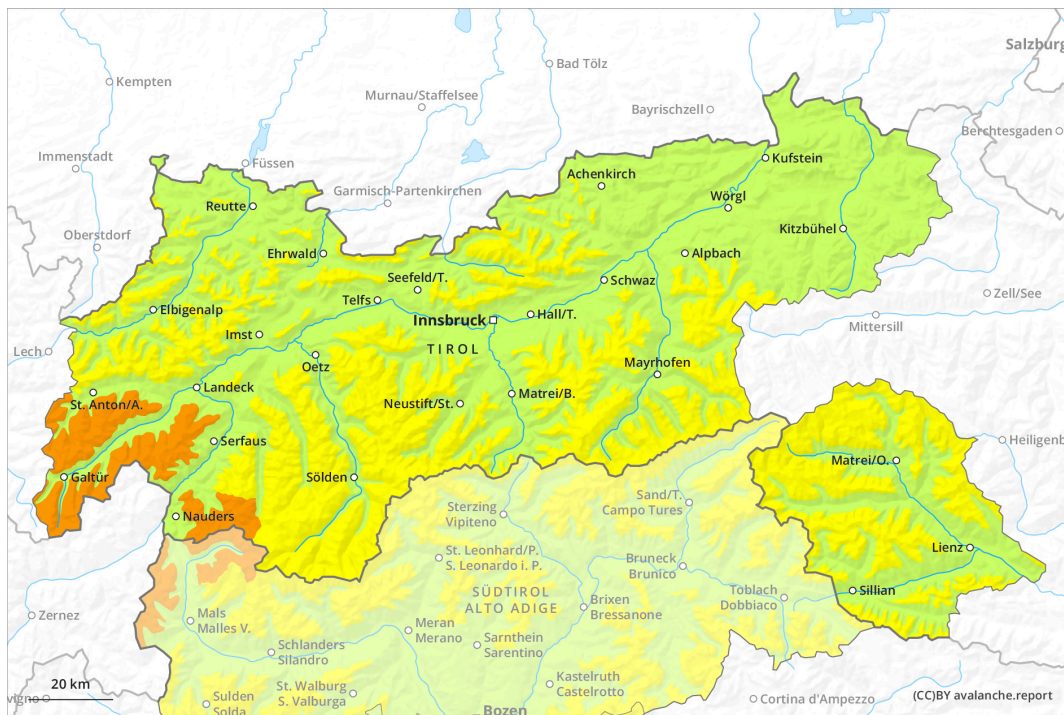 Salzburg
Kempten
Bad Tölz
Murnau/Staffelsee
Bayrischzell
Berchtesgaden
Immenstadt
Füssen
Kufstein
Achenkirch
Garmisch-Partenkirchen
Wörgl
Reutte
Oberstdorf
Kitzbühel
Ehrwald
Alpbach
Seefeld/T.
Schwaz
Zell/See
Telfs
Elbigenalp
Innsbruck
Hall/T.
Mittersill
Imst
Lech
TIROL
Oetz
Mayrhofen
Landeck
St. Anton/A.
Neustift/St.
Matrei/B.
Serfaus
Heiligenb
Matrei/O.
Galtür
Sölden
Sand/T.
Campo Tures
Sterzing
Vipiteno
Nauders
Lienz
St. Leonhard/P.
S. Leonardo i. P.
Bruneck
Brunico
Sillian
SÜDTIROL
ALTO ADIGE
Toblach
Dobbiaco
Brixen
Bressanone
Zernez
Mals
Malles V.
Meran
Merano
Schlanders
Silandro
Sarnthein
Sarentino
Kastelruth
Castelrotto
20 km
St. Walburg
S. Valburga
vigno
Sulden
Solda
Cortina d'Ampezzo
(CC)BY avalanche.report
Bozen